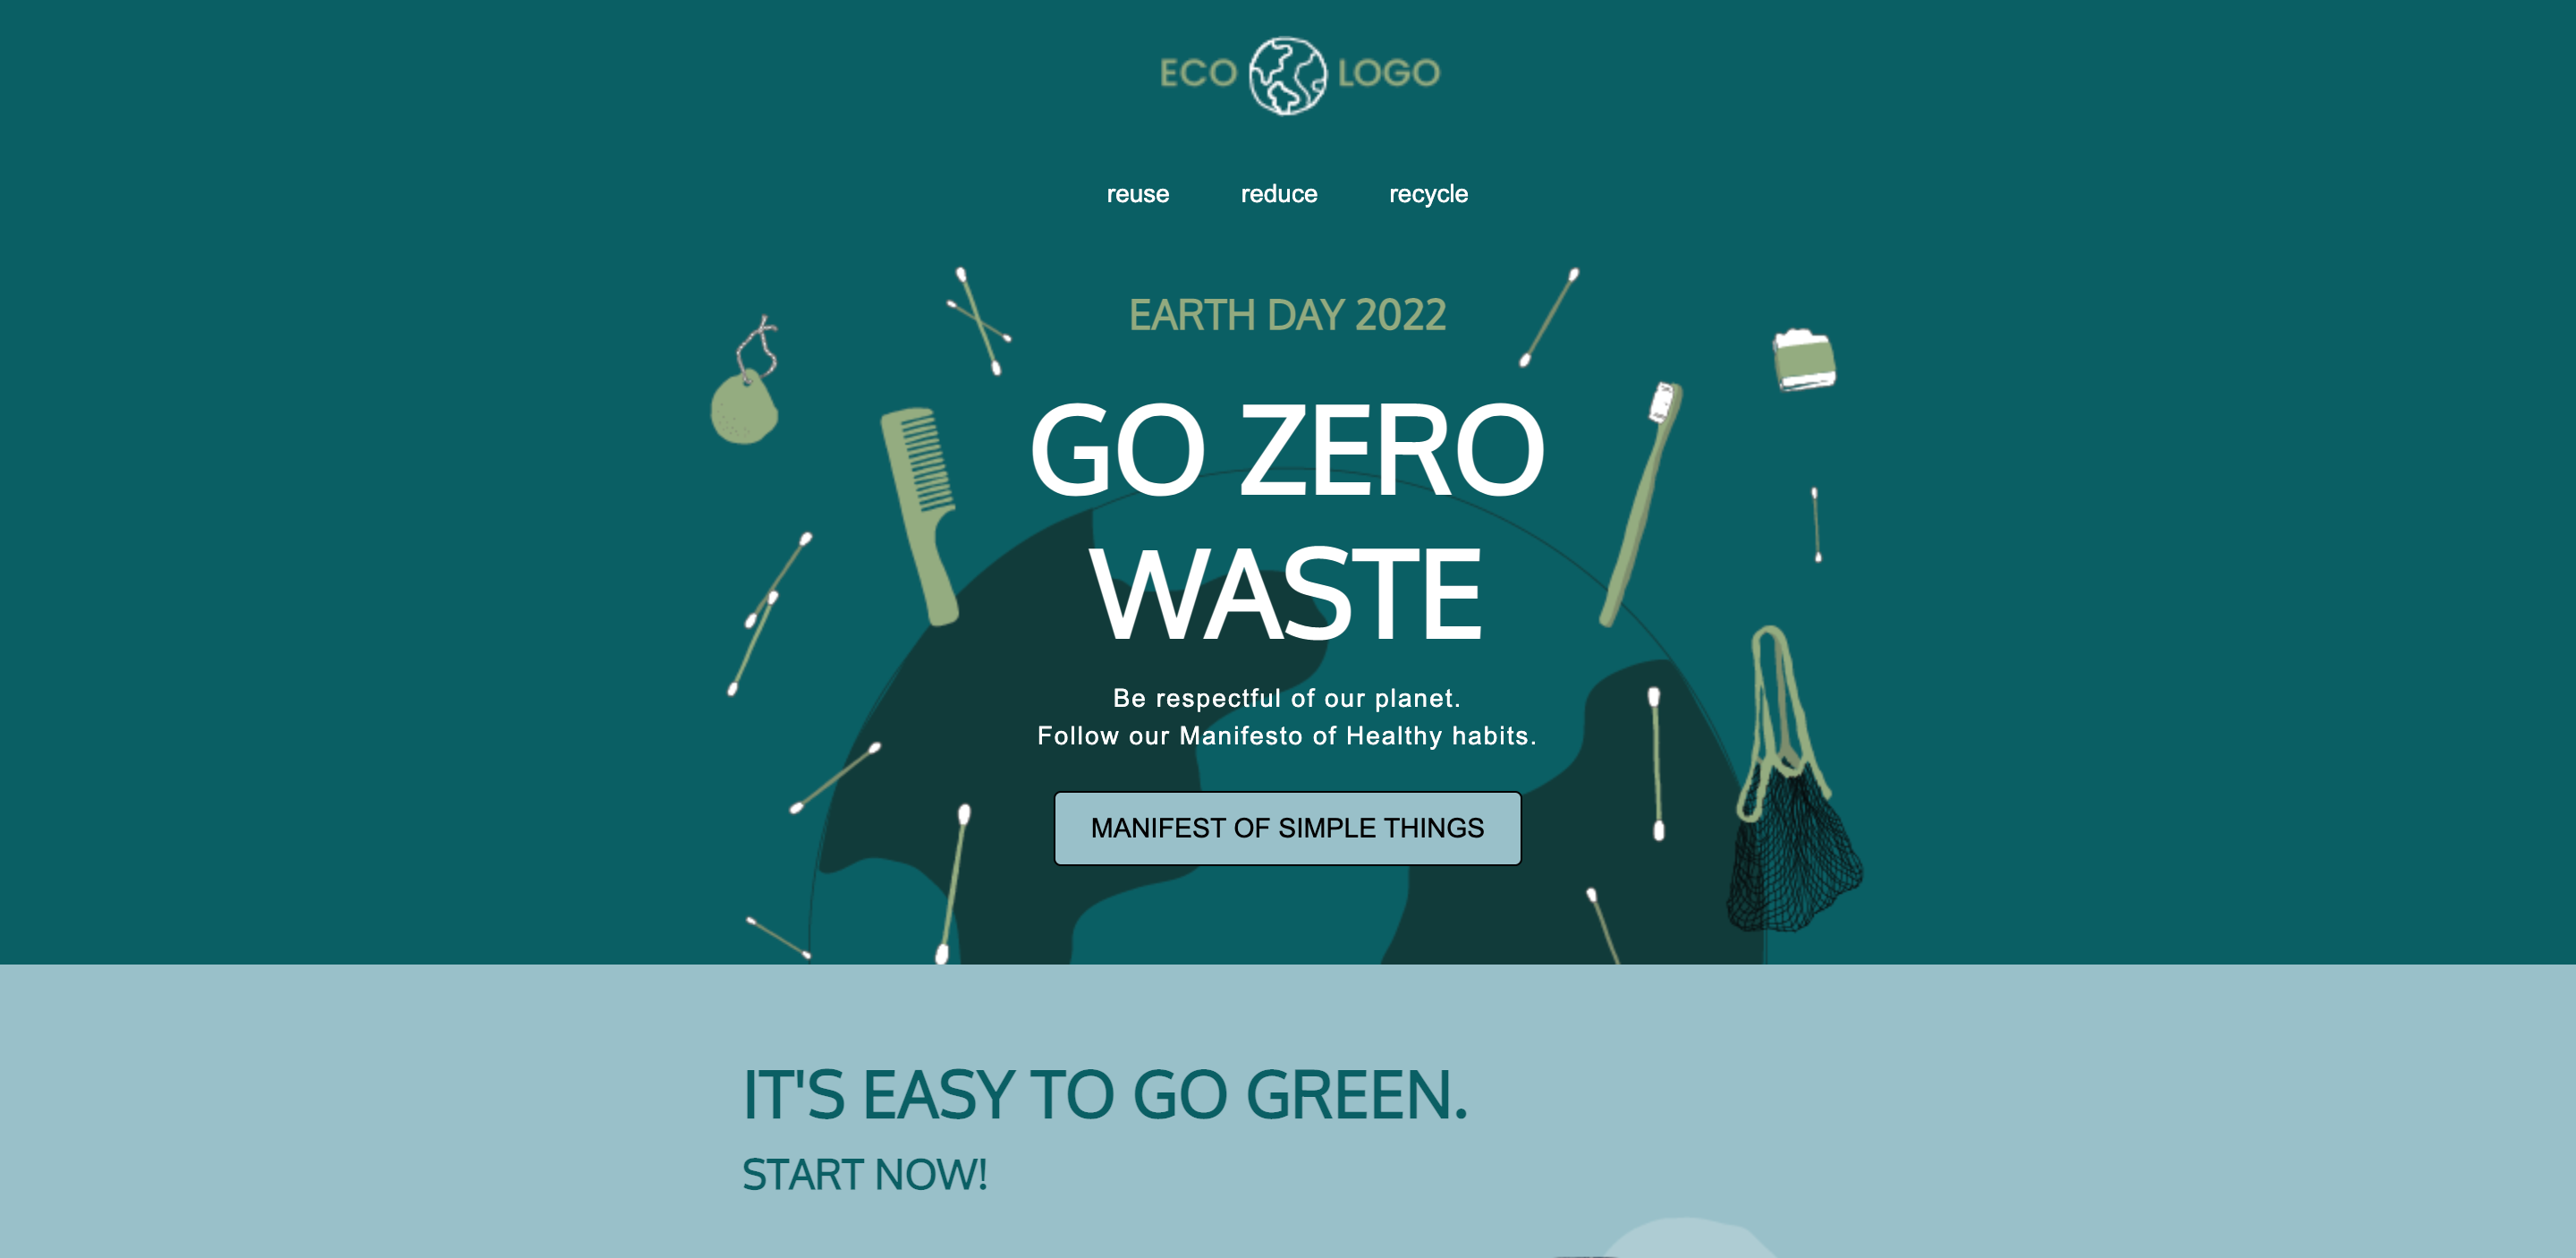 ECO LOGO
reuse reduce recycle
EARTH DAY 2022
GO ZERO
WASTE
Be respectful of our planet.
Follow our Manifesto of Healthy habits.
MANIFEST OF SIMPLE THINGS
IT'S EASY TO GO GREEN.
START NOW!